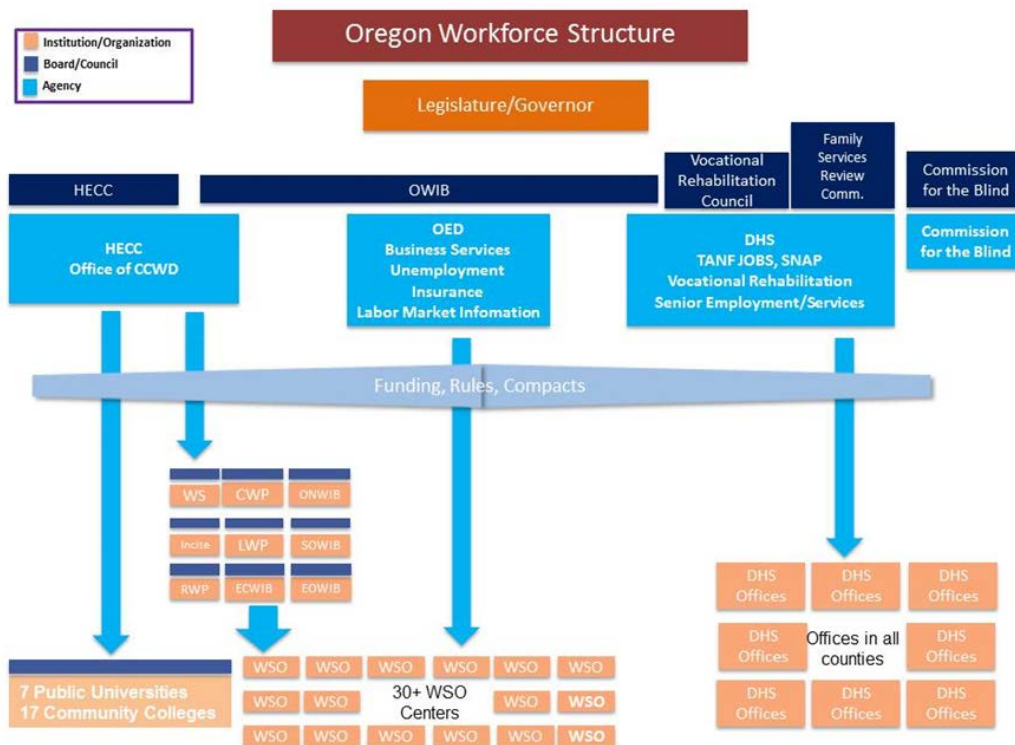 Oregon Workforce Structure
Institution/Organization
Board/Council
Agency
Legislature/Governor
HECC
OWIB
Vocational
Rehabilitation
Council
Family
Services
Review
Comm.
Commission
for the Blind
HECC
Office of CCWD
OED
Business Services
Unemployment
Insurance
Labor Market Infomation
DHS
TANF JOBS, SNAP
Vocational Rehabilitation
Senior Employment/Services
Commission
for the Blind
Funding, Rules, Compacts
WS
CWP
ONWIB
Incite
LWP
SOWIB
RWP
ECWIB
EOWIB
7 Public Universities
17 Community Colleges
WSO
WSO
WSO
WSO
WSO
WSO
WSO
WSO
30+ WSO
Centers
WSO
WSO
WSO
WSO
WSO
WSO
WSO
WSO
DHS
Offices
DHS
Offices
DHS
Offices
DHS
Offices
Offices in all
counties
DHS
Offices
DHS
Offices
DHS
Offices
DHS
Offices